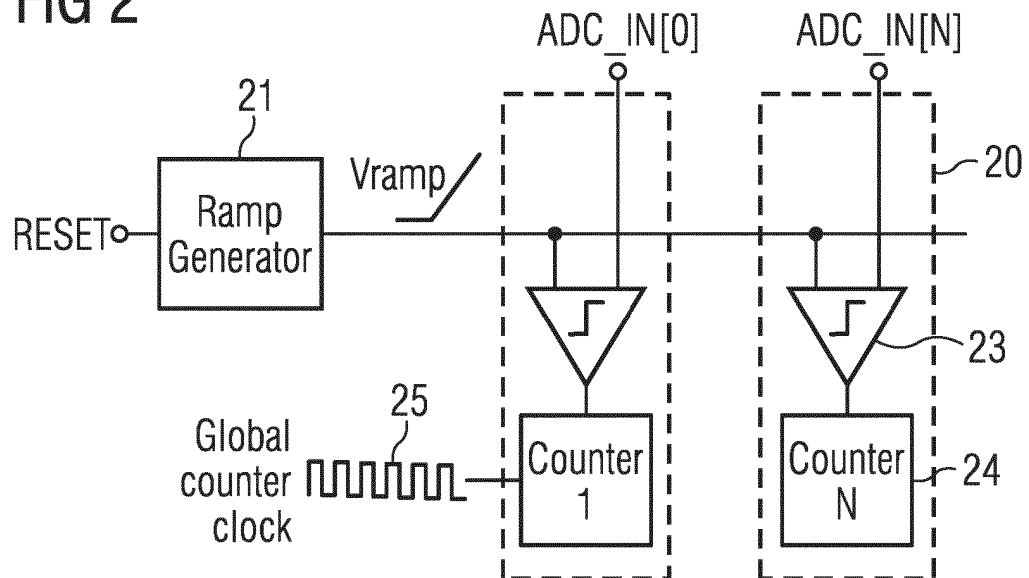 FIG 2
ADC_IN[0]
ADC_IN[N]
21
Vramp
20
RESET
Ramp
Generator
23
25
Global
counter
clock
Counter
1
Counter
N
24